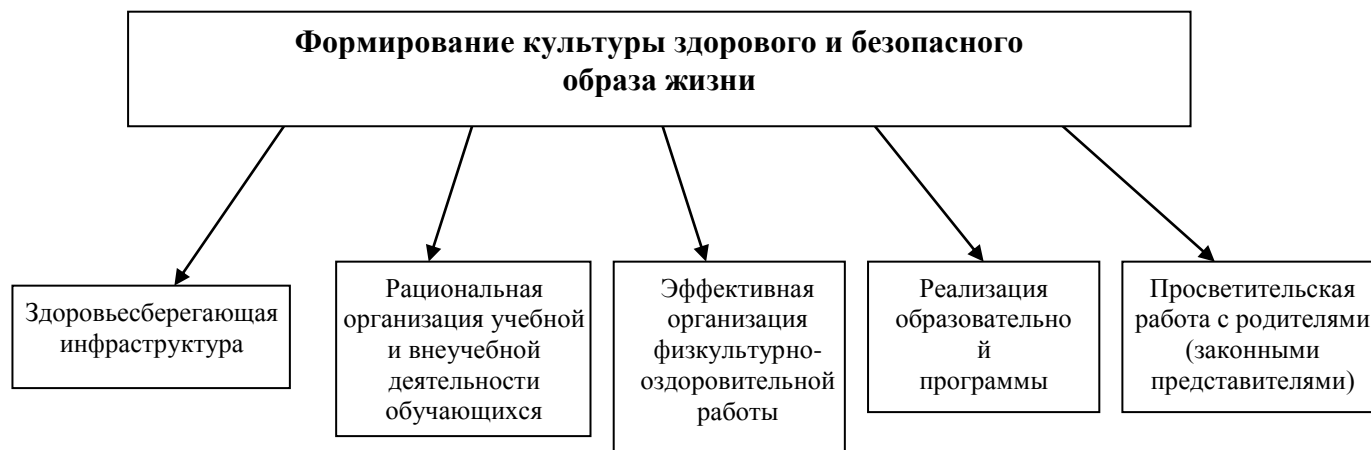 Формирование культуры здорового и безопасного
образа жизни
Здоровьесберегающая
инфраструктура
Рациональная
организация учебной
и внеучебной
деятельности
обучающихся
Эффективная
организация
физкультурно-
оздоровительной
работы
Реализация
образовательно
й
программы
Просветительская
работа с родителями
(законными
представителями)